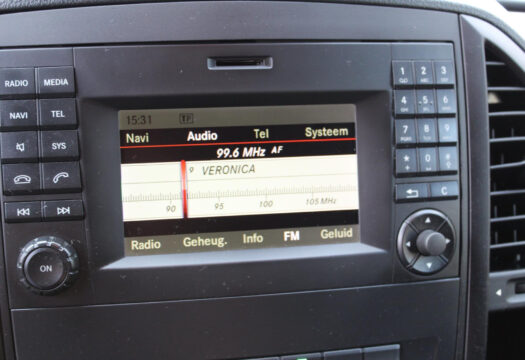 RADIO MEDIA
NAVI TEL
SYS
ON
15:31 TP
Navi Audio Tel Systeem
99.6 MHz AF
9 VERONICA
90 95 100 105 MHz
Radio Geheug. Info FM Geluid
1 2 3
4 5 6
7 8 9
* 0 #
C